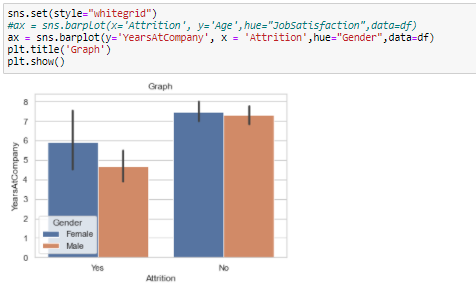 sns.set(style="whitegrid")
#ax = sns.barplot(x='Attrition', y='Age',hue="JobSatisfaction",data=df)
ax = sns.barplot(y='YearsAtCompany', x = 'Attrition',hue="Gender",data=df)
plt.title('Graph')
plt.show()
Graph
8
7
6
5
4
3
2
1
0
YearsAtCompany
Gender
Female
Male
Yes
No
Attrition